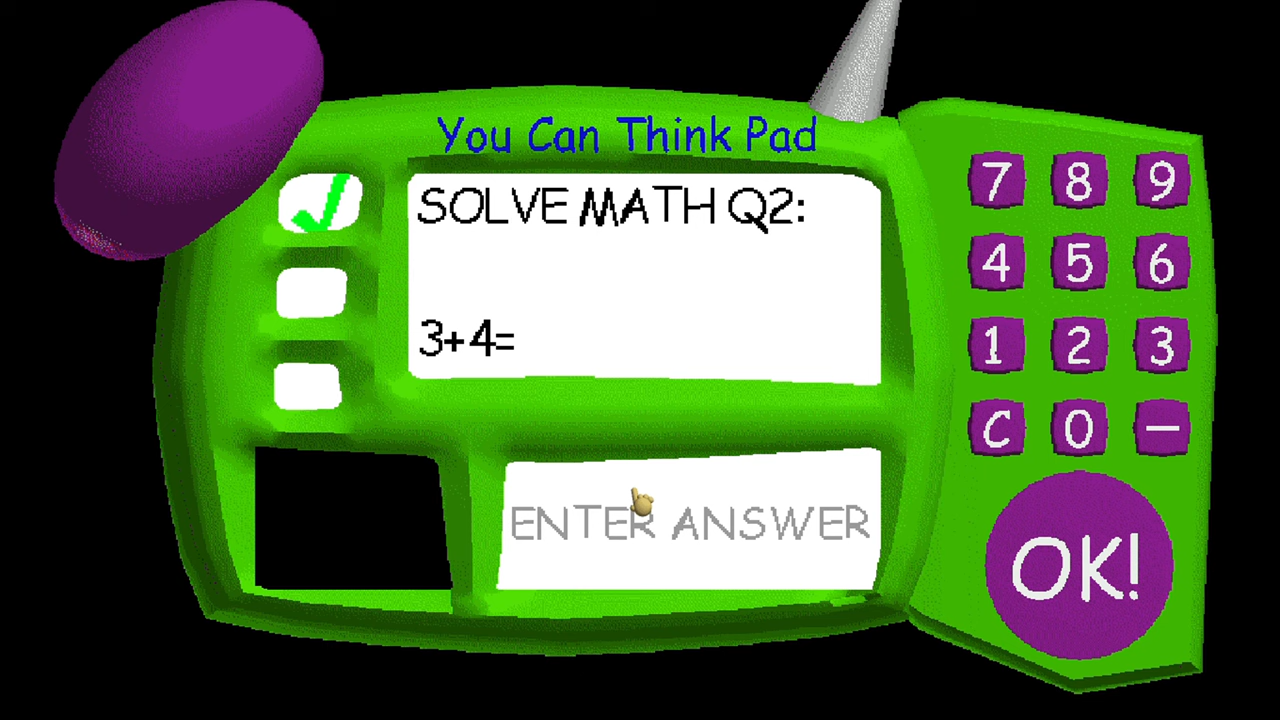 You Can Think Pad
SOLVE MATH Q2:
3+4=
ENTER ANSWER
7 8 9
4 5 6
1 2 3
C 0 –
OK!